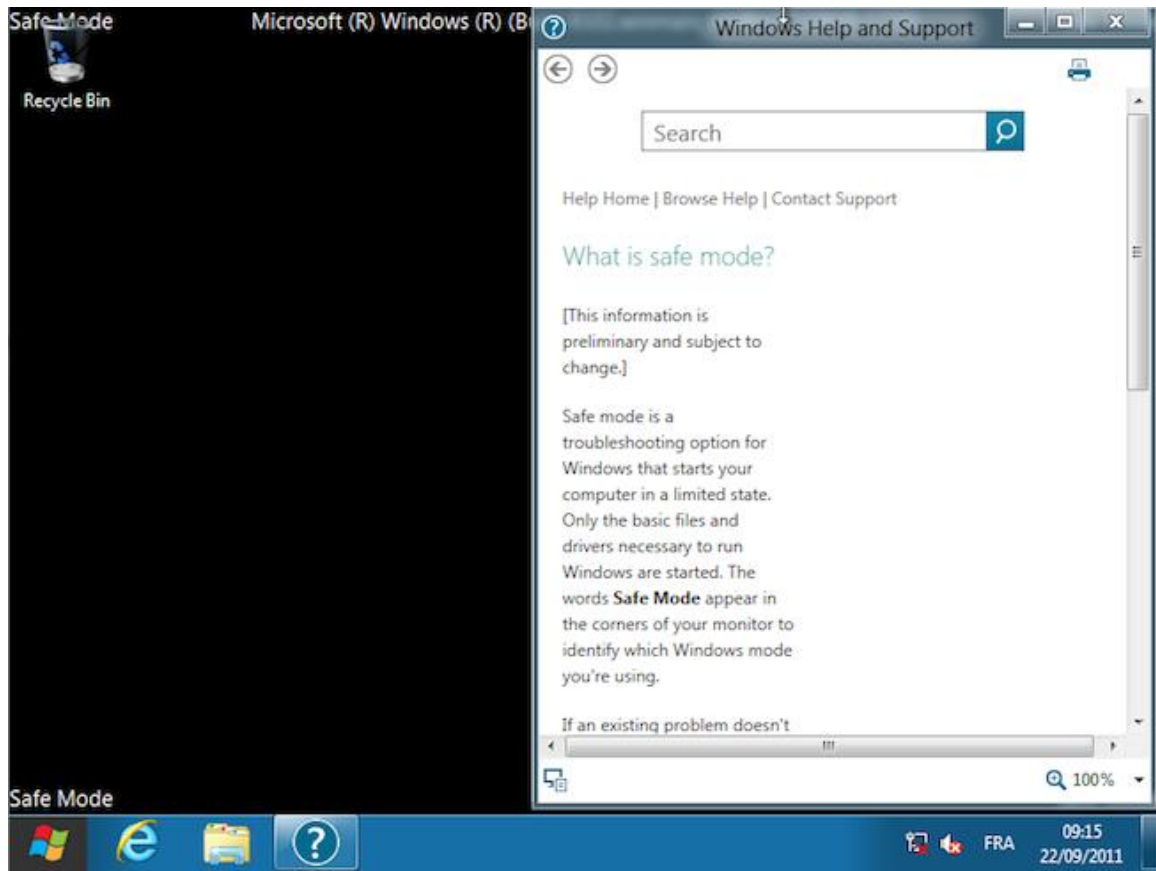 Safe Mode
Microsoft (R) Windows (R) (B
Windows Help and Support
Recycle Bin
Search
Help Home | Browse Help | Contact Support
What is safe mode?
[This information is
preliminary and subject to
change.]
Safe mode is a
troubleshooting option for
Windows that starts your
computer in a limited state.
Only the basic files and
drivers necessary to run
Windows are started. The
words Safe Mode appear in
the corners of your monitor to
identify which Windows mode
you're using.
If an existing problem doesn't
100%
Safe Mode
FRA
09:15
22/09/2011